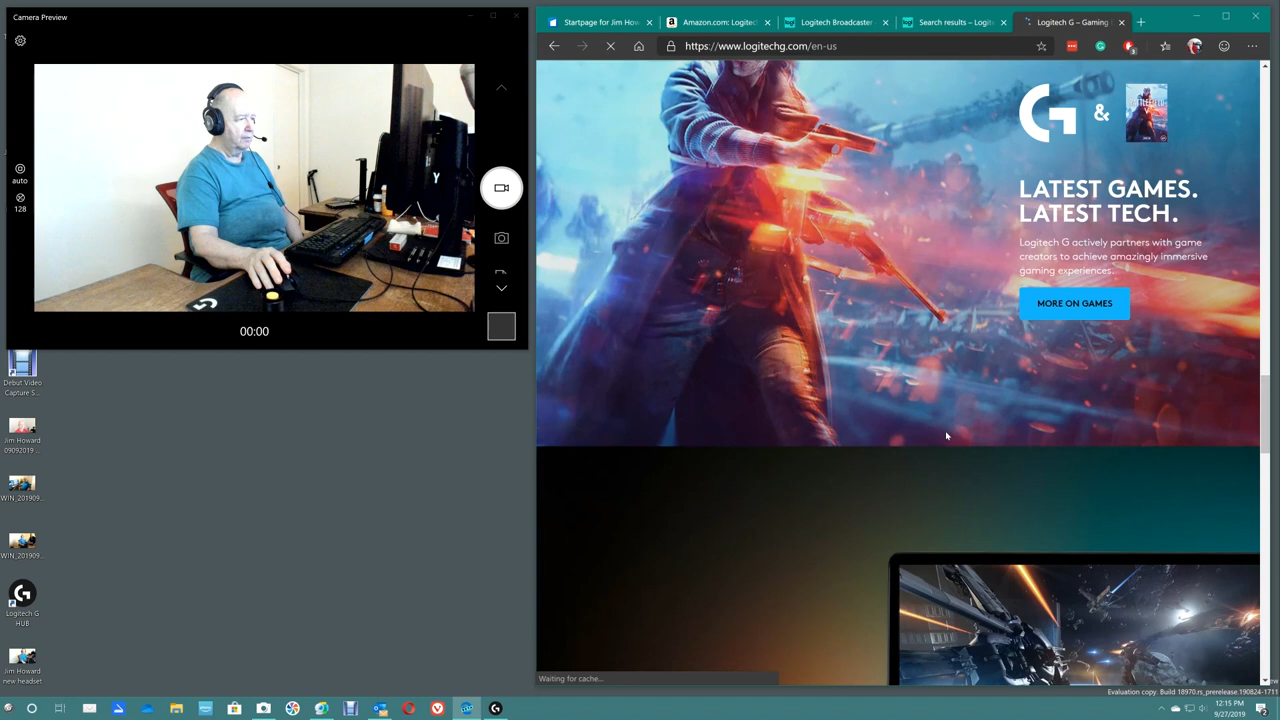 Camera Preview
auto
128
00:00
Debut Video
Capture S...
Jim Howard
09092019 ...
WIN_201909...
WIN_201909...
Logitech G
HUB
Jim Howard
new headset
Startpage for Jim How
Amazon.com: Logitec
Logitech Broadcaster
Search results – Logite
Logitech G – Gaming
https://www.logitechg.com/en-us
G & 
LATEST GAMES.
LATEST TECH.
Logitech G actively partners with game
creators to achieve amazingly immersive
gaming experiences.
MORE ON GAMES
Waiting for cache...
Evaluation copy. Build 18970.rs_prerelease.190824-1711
12:15 PM
9/27/2019
2